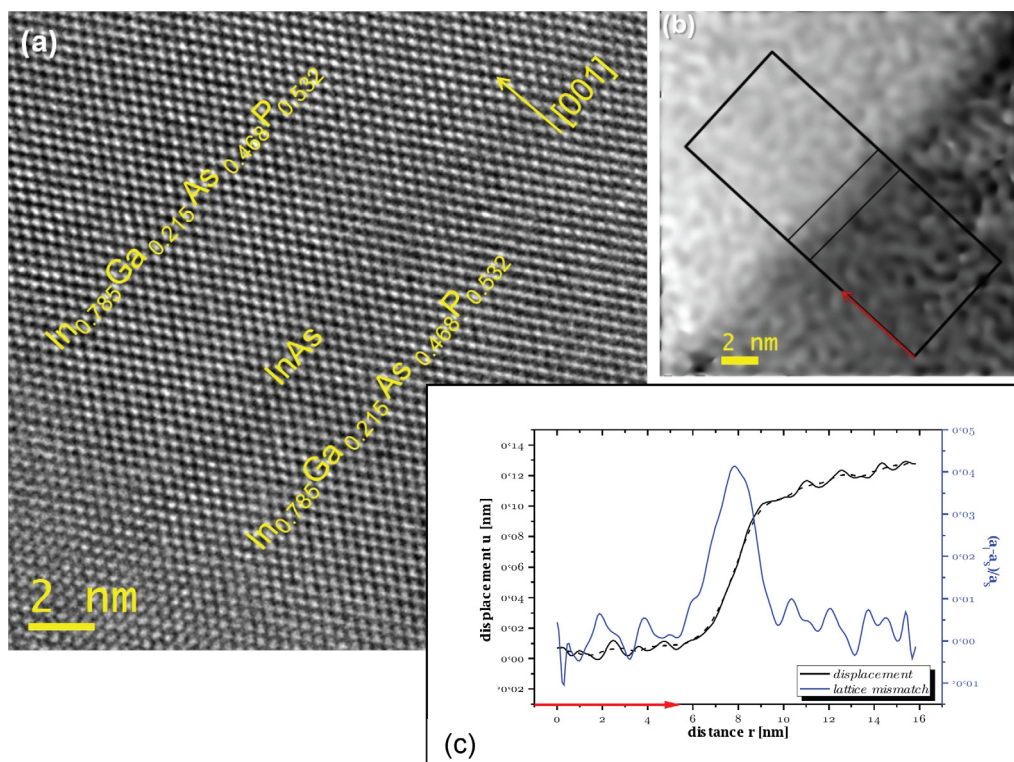 (a)
In0.785Ga0.215As0.468P0.532
[001]
InAs
In0.785Ga0.215As0.468P0.532
2 nm
(b)
2 nm
0'14
0'12
0'10
0'08
0'06
0'04
0'02
0'00
'0'02
displacement u [nm]
0'05
0'04
0'03
0'02
0'01
0'00
'0'01
(al-as)/as
displacement
lattice mismatch
0 2 4 6 8 10 12 14 16
distance r [nm]
(c)